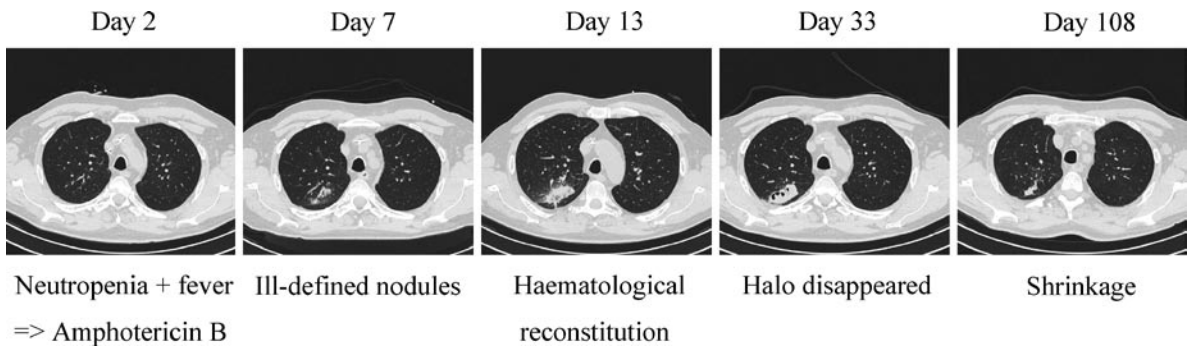 Day 2
Day 7
Day 13
Day 33
Day 108
Neutropenia + fever
=> Amphotericin B
Ill-defined nodules
Haematological
reconstitution
Halo disappeared
Shrinkage